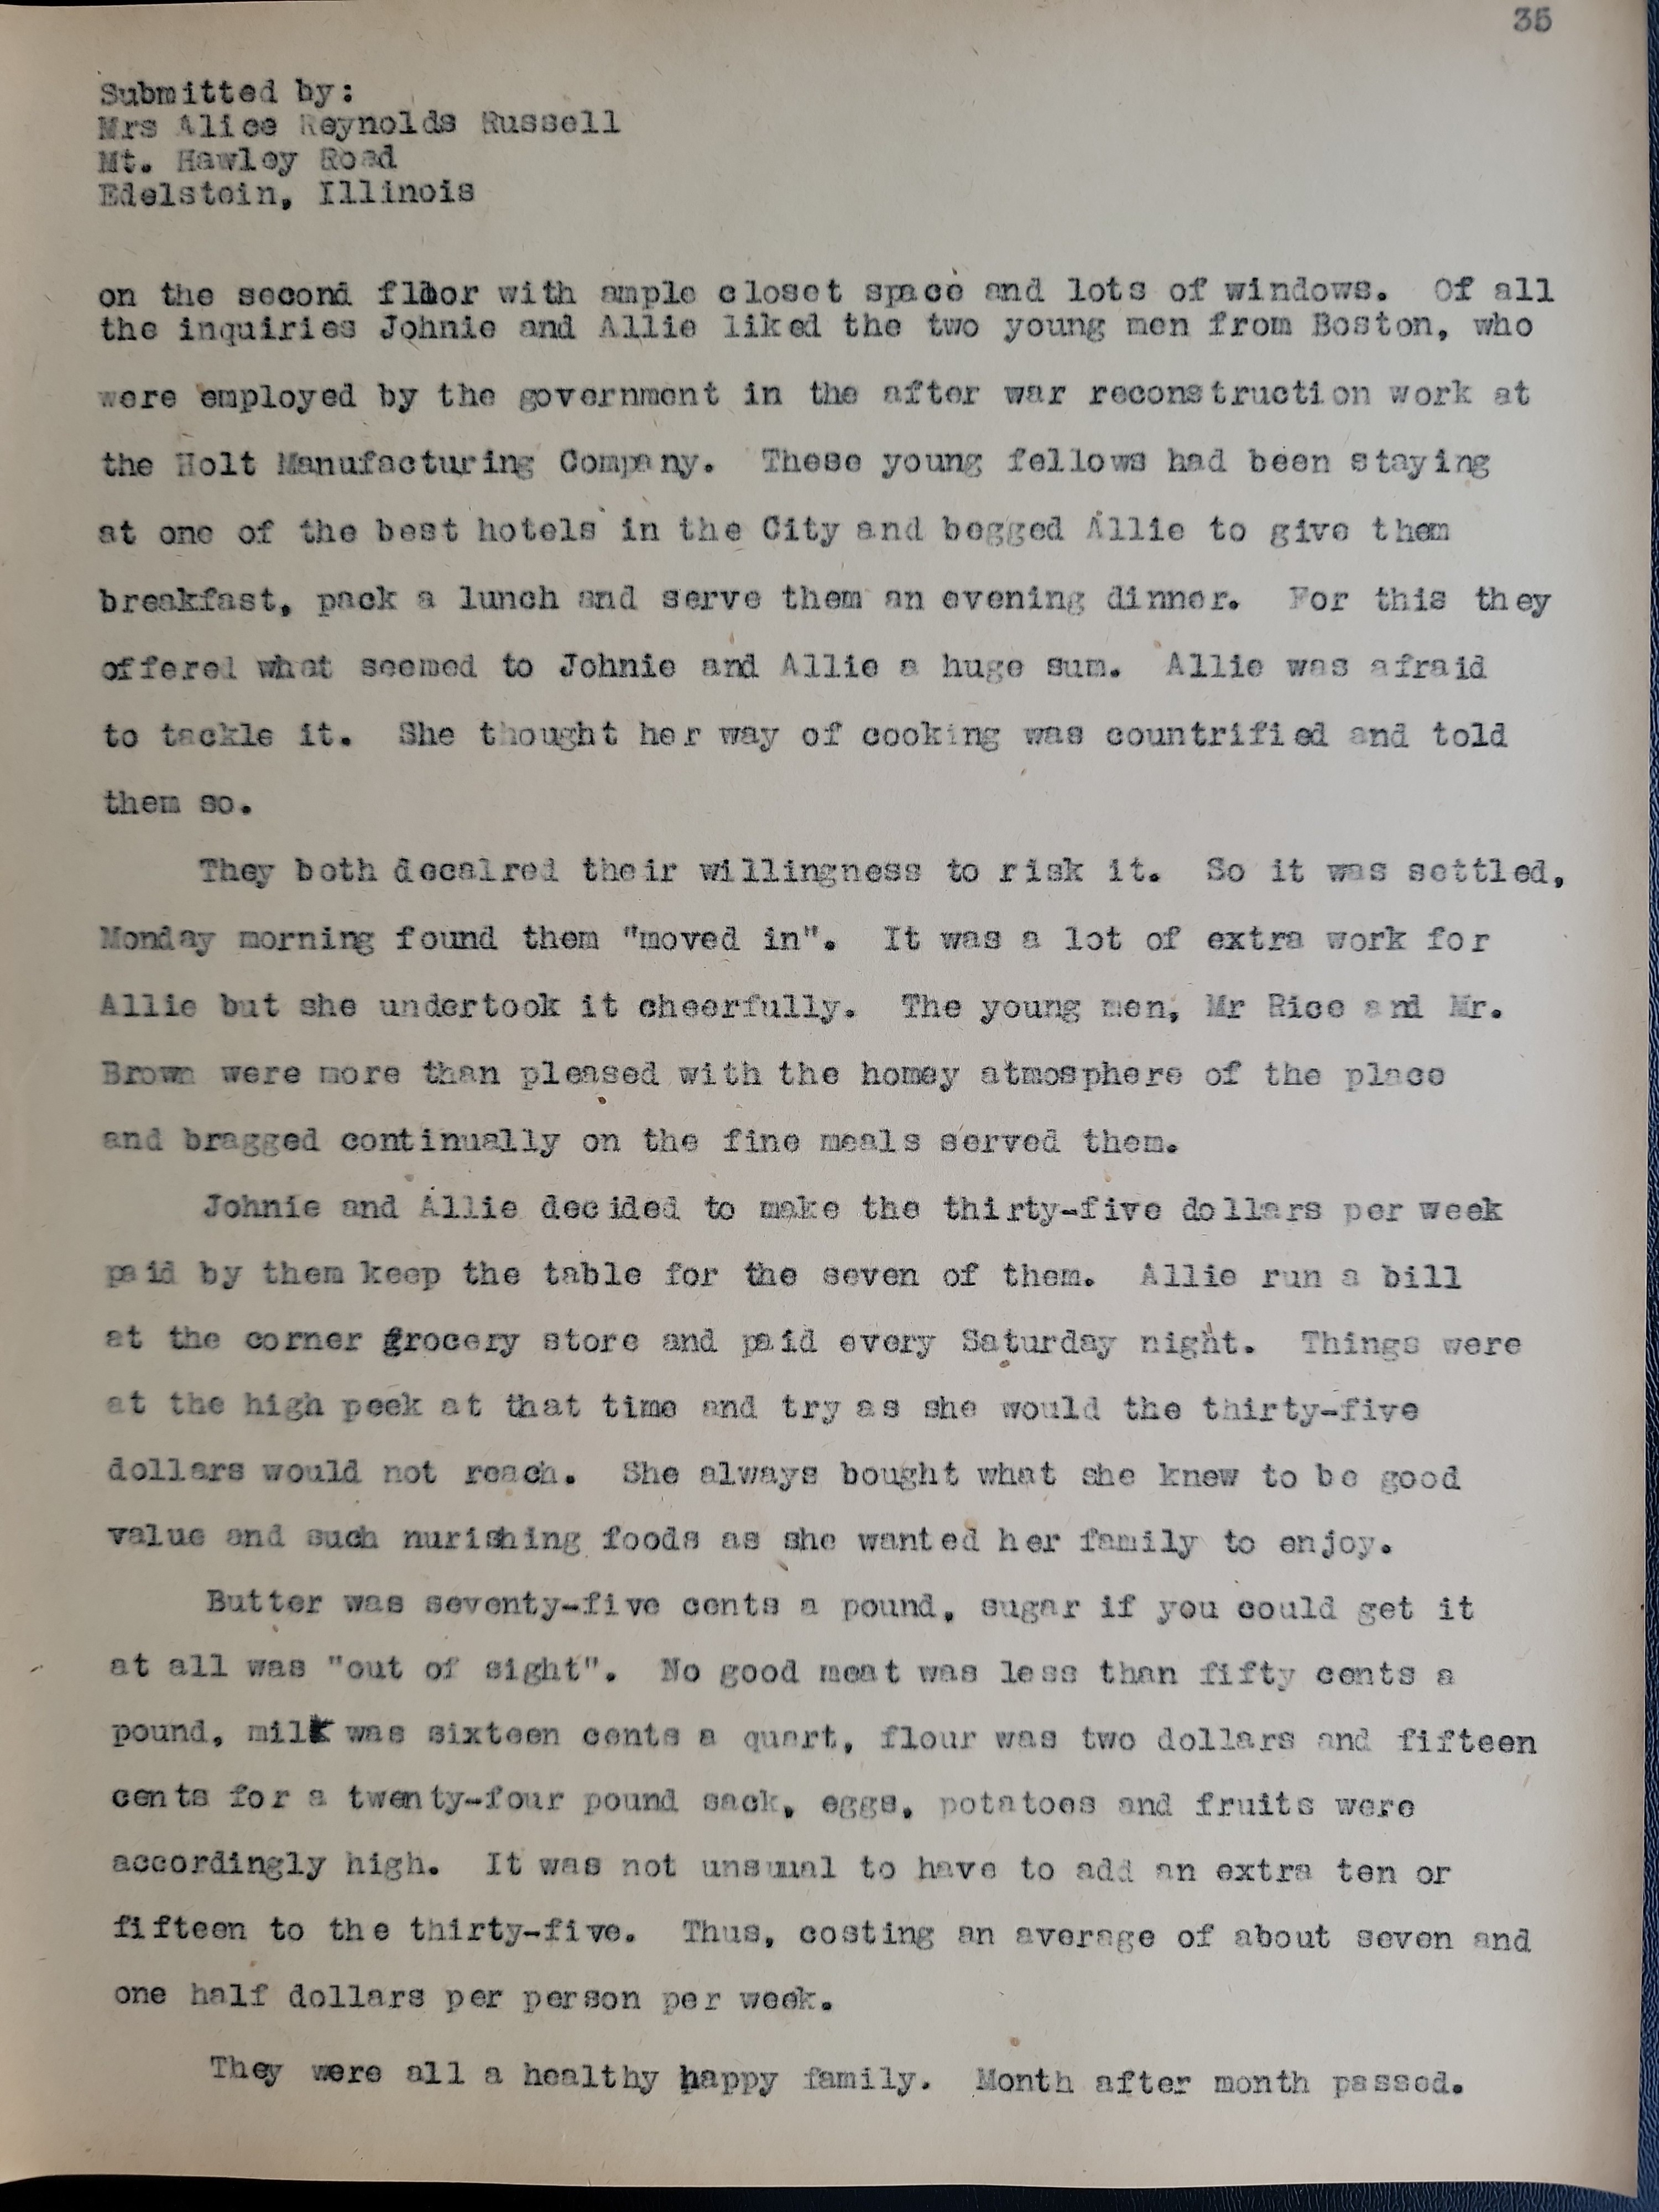 35
Submitted by:
Mrs Alice Reynolds Russell
Mt. Hawley Road
Edelstein, Illinois
on the second floor with ample closet space and lots of windows. Of all
the inquiries Johnie and Allie liked the two young men from Boston, who
were employed by the government in the after war reconstruction work at
the Holt Manufacturing Company. These young fellows had been staying
at one of the best hotels in the City and begged Allie to give them
breakfast, pack a lunch and serve them an evening dinner. For this they
offered what seemed to Johnie and Allie a huge sum. Allie was afraid
to tackle it. She thought her way of cooking was countrified and told
them so.
They both decalred their willingness to risk it. So it was settled,
Monday morning found them "moved in". It was a lot of extra work for
Allie but she undertook it cheerfully. The young men, Mr Rice and Mr.
Brown were more than pleased with the homey atmosphere of the place
and bragged continually on the fine meals served them.
Johnie and Allie decided to make the thirty-five dollars per week
paid by them keep the table for the seven of them. Allie run a bill
at the corner grocery store and paid every Saturday night. Things were
at the high peek at that time and try as she would the thirty-five
dollars would not reach. She always bought what she knew to be good
value and such nurishing foods as she wanted her family to enjoy.
Butter was seventy-five cents a pound, sugar if you could get it
at all was "out of sight". No good meat was less than fifty cents a
pound, milk was sixteen cents a quart, flour was two dollars and fifteen
cents for a twenty-four pound sack, eggs, potatoes and fruits were
accordingly high. It was not unsuual to have to add an extra ten or
fifteen to the thirty-five. Thus, costing an average of about seven and
one half dollars per person per week.
They were all a healthy happy family. Month after month passed.